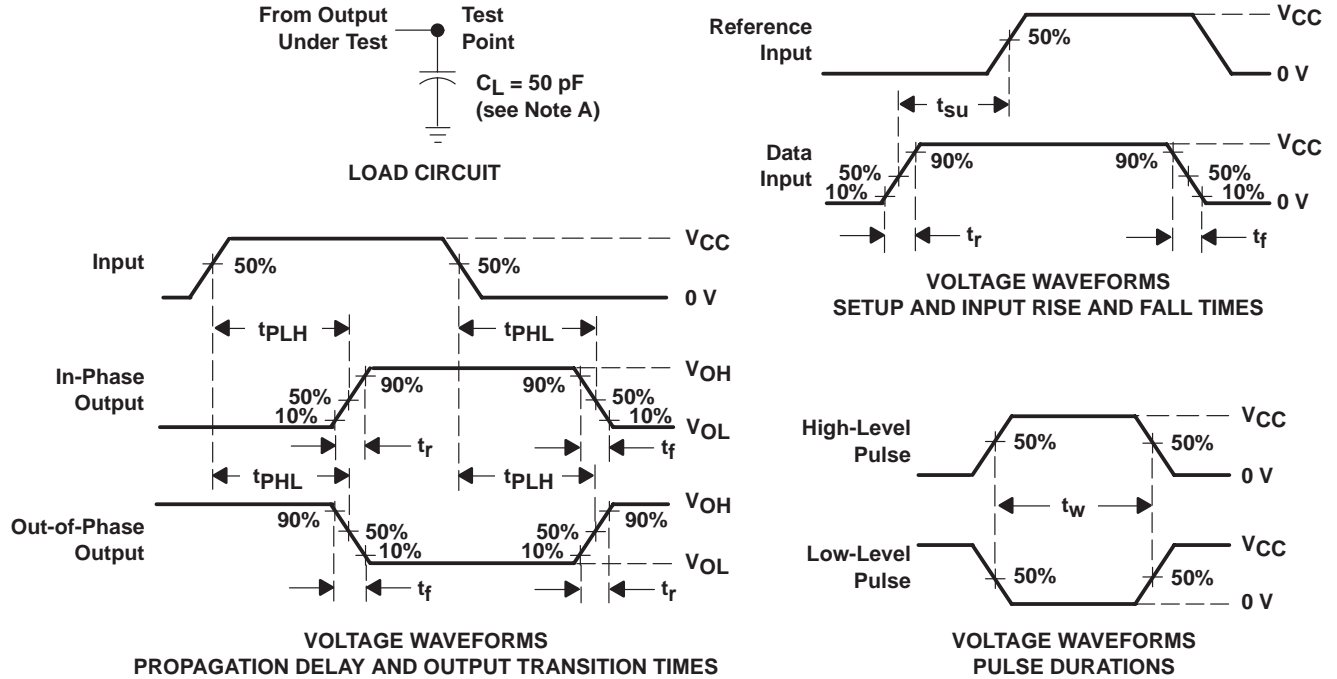 From Output
Under Test
Test
Point
CL = 50 pF
(see Note A)
LOAD CIRCUIT
Reference
Input
50%
VCC
0 V
tsu
Data
Input
50%
10%
90%
90%
50%
10%
VCC
0 V
tr
tf
VOLTAGE WAVEFORMS
SETUP AND INPUT RISE AND FALL TIMES
Input
50%
50%
VCC
0 V
tPLH
tPHL
In-Phase
Output
50%
10%
90%
90%
50%
10%
VOH
VOL
tr
tf
tPHL
tPLH
Out-of-Phase
Output
90%
50%
10%
50%
10%
90%
VOH
VOL
tf
tr
VOLTAGE WAVEFORMS
PROPAGATION DELAY AND OUTPUT TRANSITION TIMES
High-Level
Pulse
50%
50%
VCC
0 V
tw
Low-Level
Pulse
50%
50%
VCC
0 V
VOLTAGE WAVEFORMS
PULSE DURATIONS